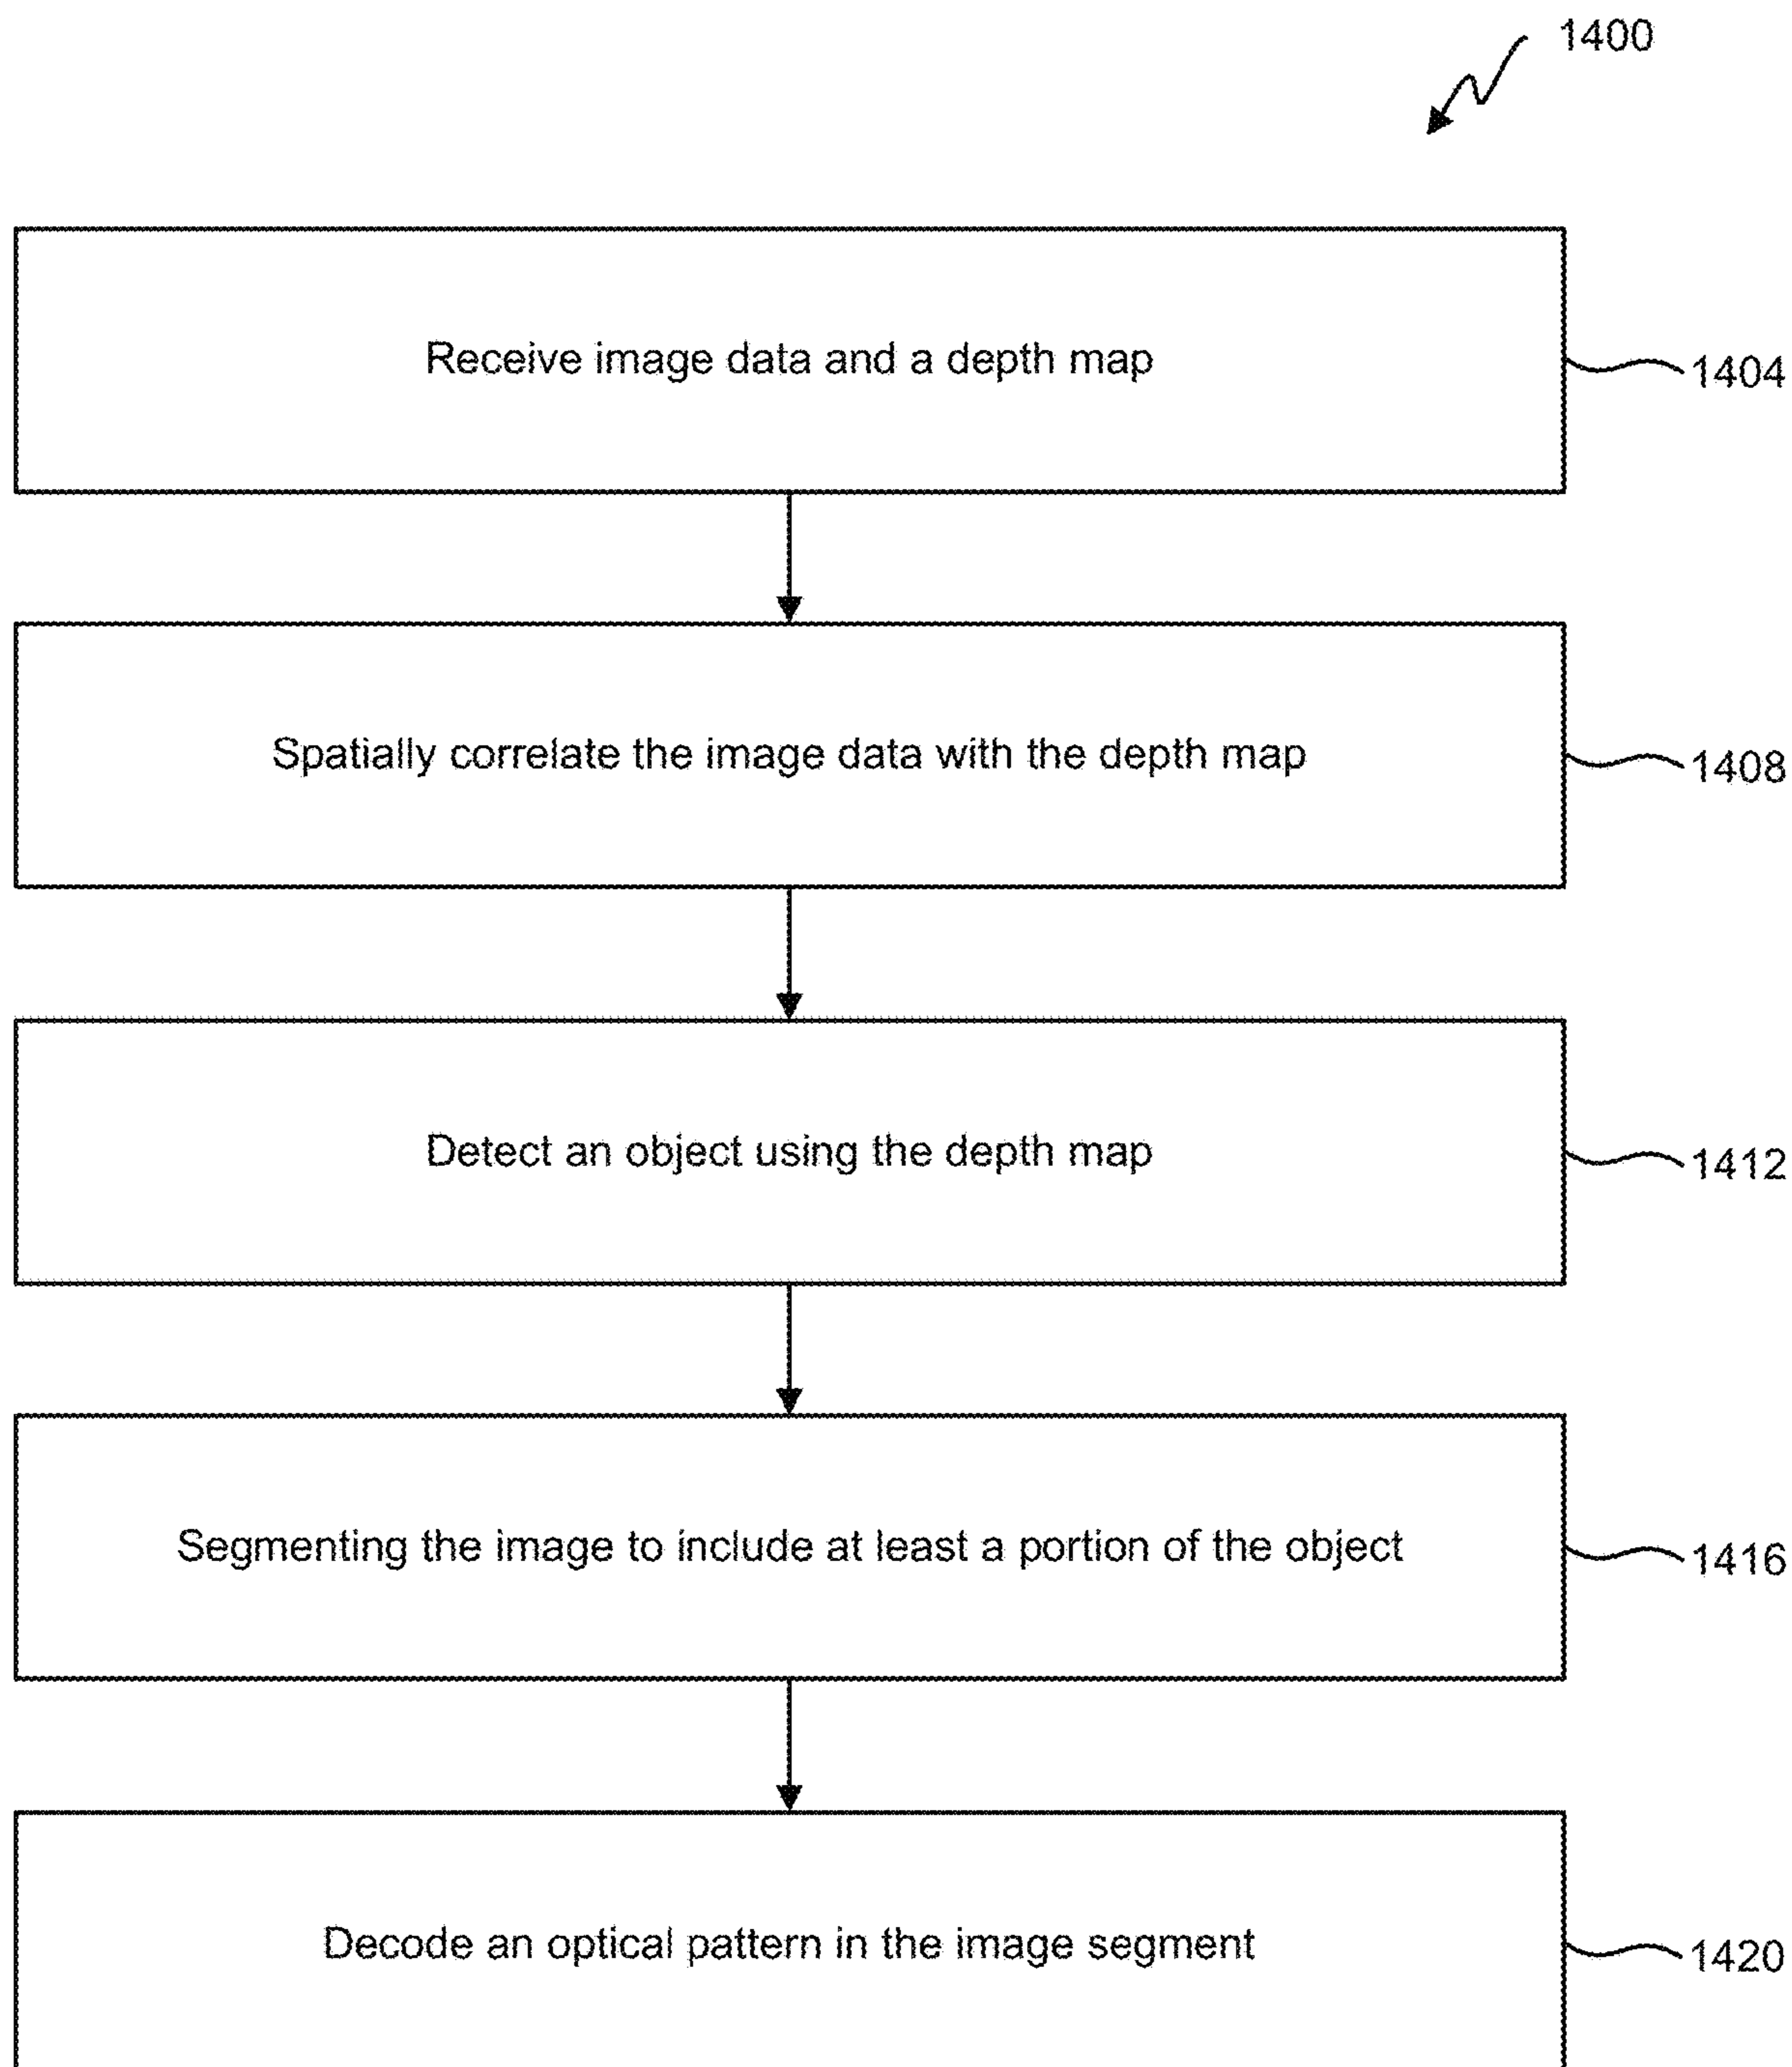 1400
Receive image data and a depth map
1404
Spatially correlate the image data with the depth map
1408
Detect an object using the depth map
1412
Segmenting the image to include at least a portion of the object
1416
Decode an optical pattern in the image segment
1420